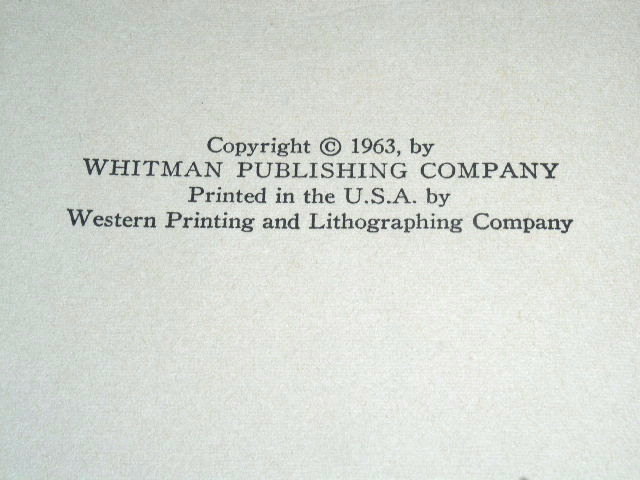 Copyright © 1963, by
WHITMAN PUBLISHING COMPANY
Printed in the U.S.A. by
Western Printing and Lithographing Company